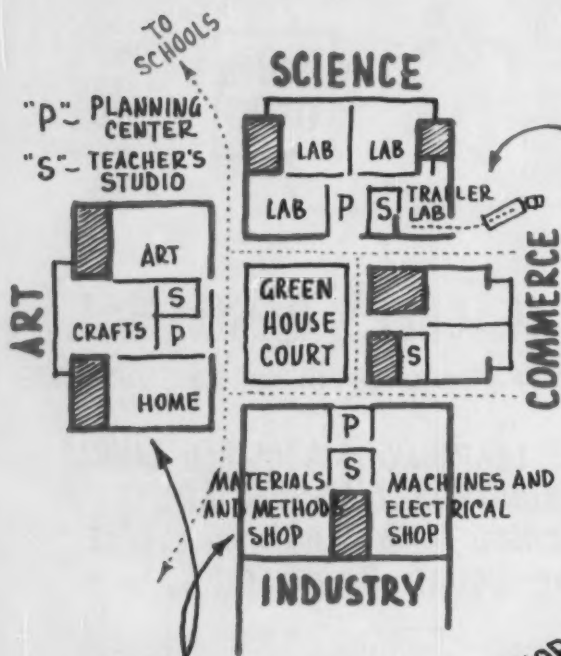 TO
SCHOOLS
"P"~ PLANNING
CENTER
"S"~ TEACHER'S
STUDIO
SCIENCE
LAB LAB
LAB P S TRAILER
LAB
ART
ART
S
CRAFTS P
HOME
GREEN
HOUSE
COURT
S
COMMERCE
P
S
MATERIALS
AND METHODS
SHOP
MACHINES AND
ELECTRICAL
SHOP
INDUSTRY